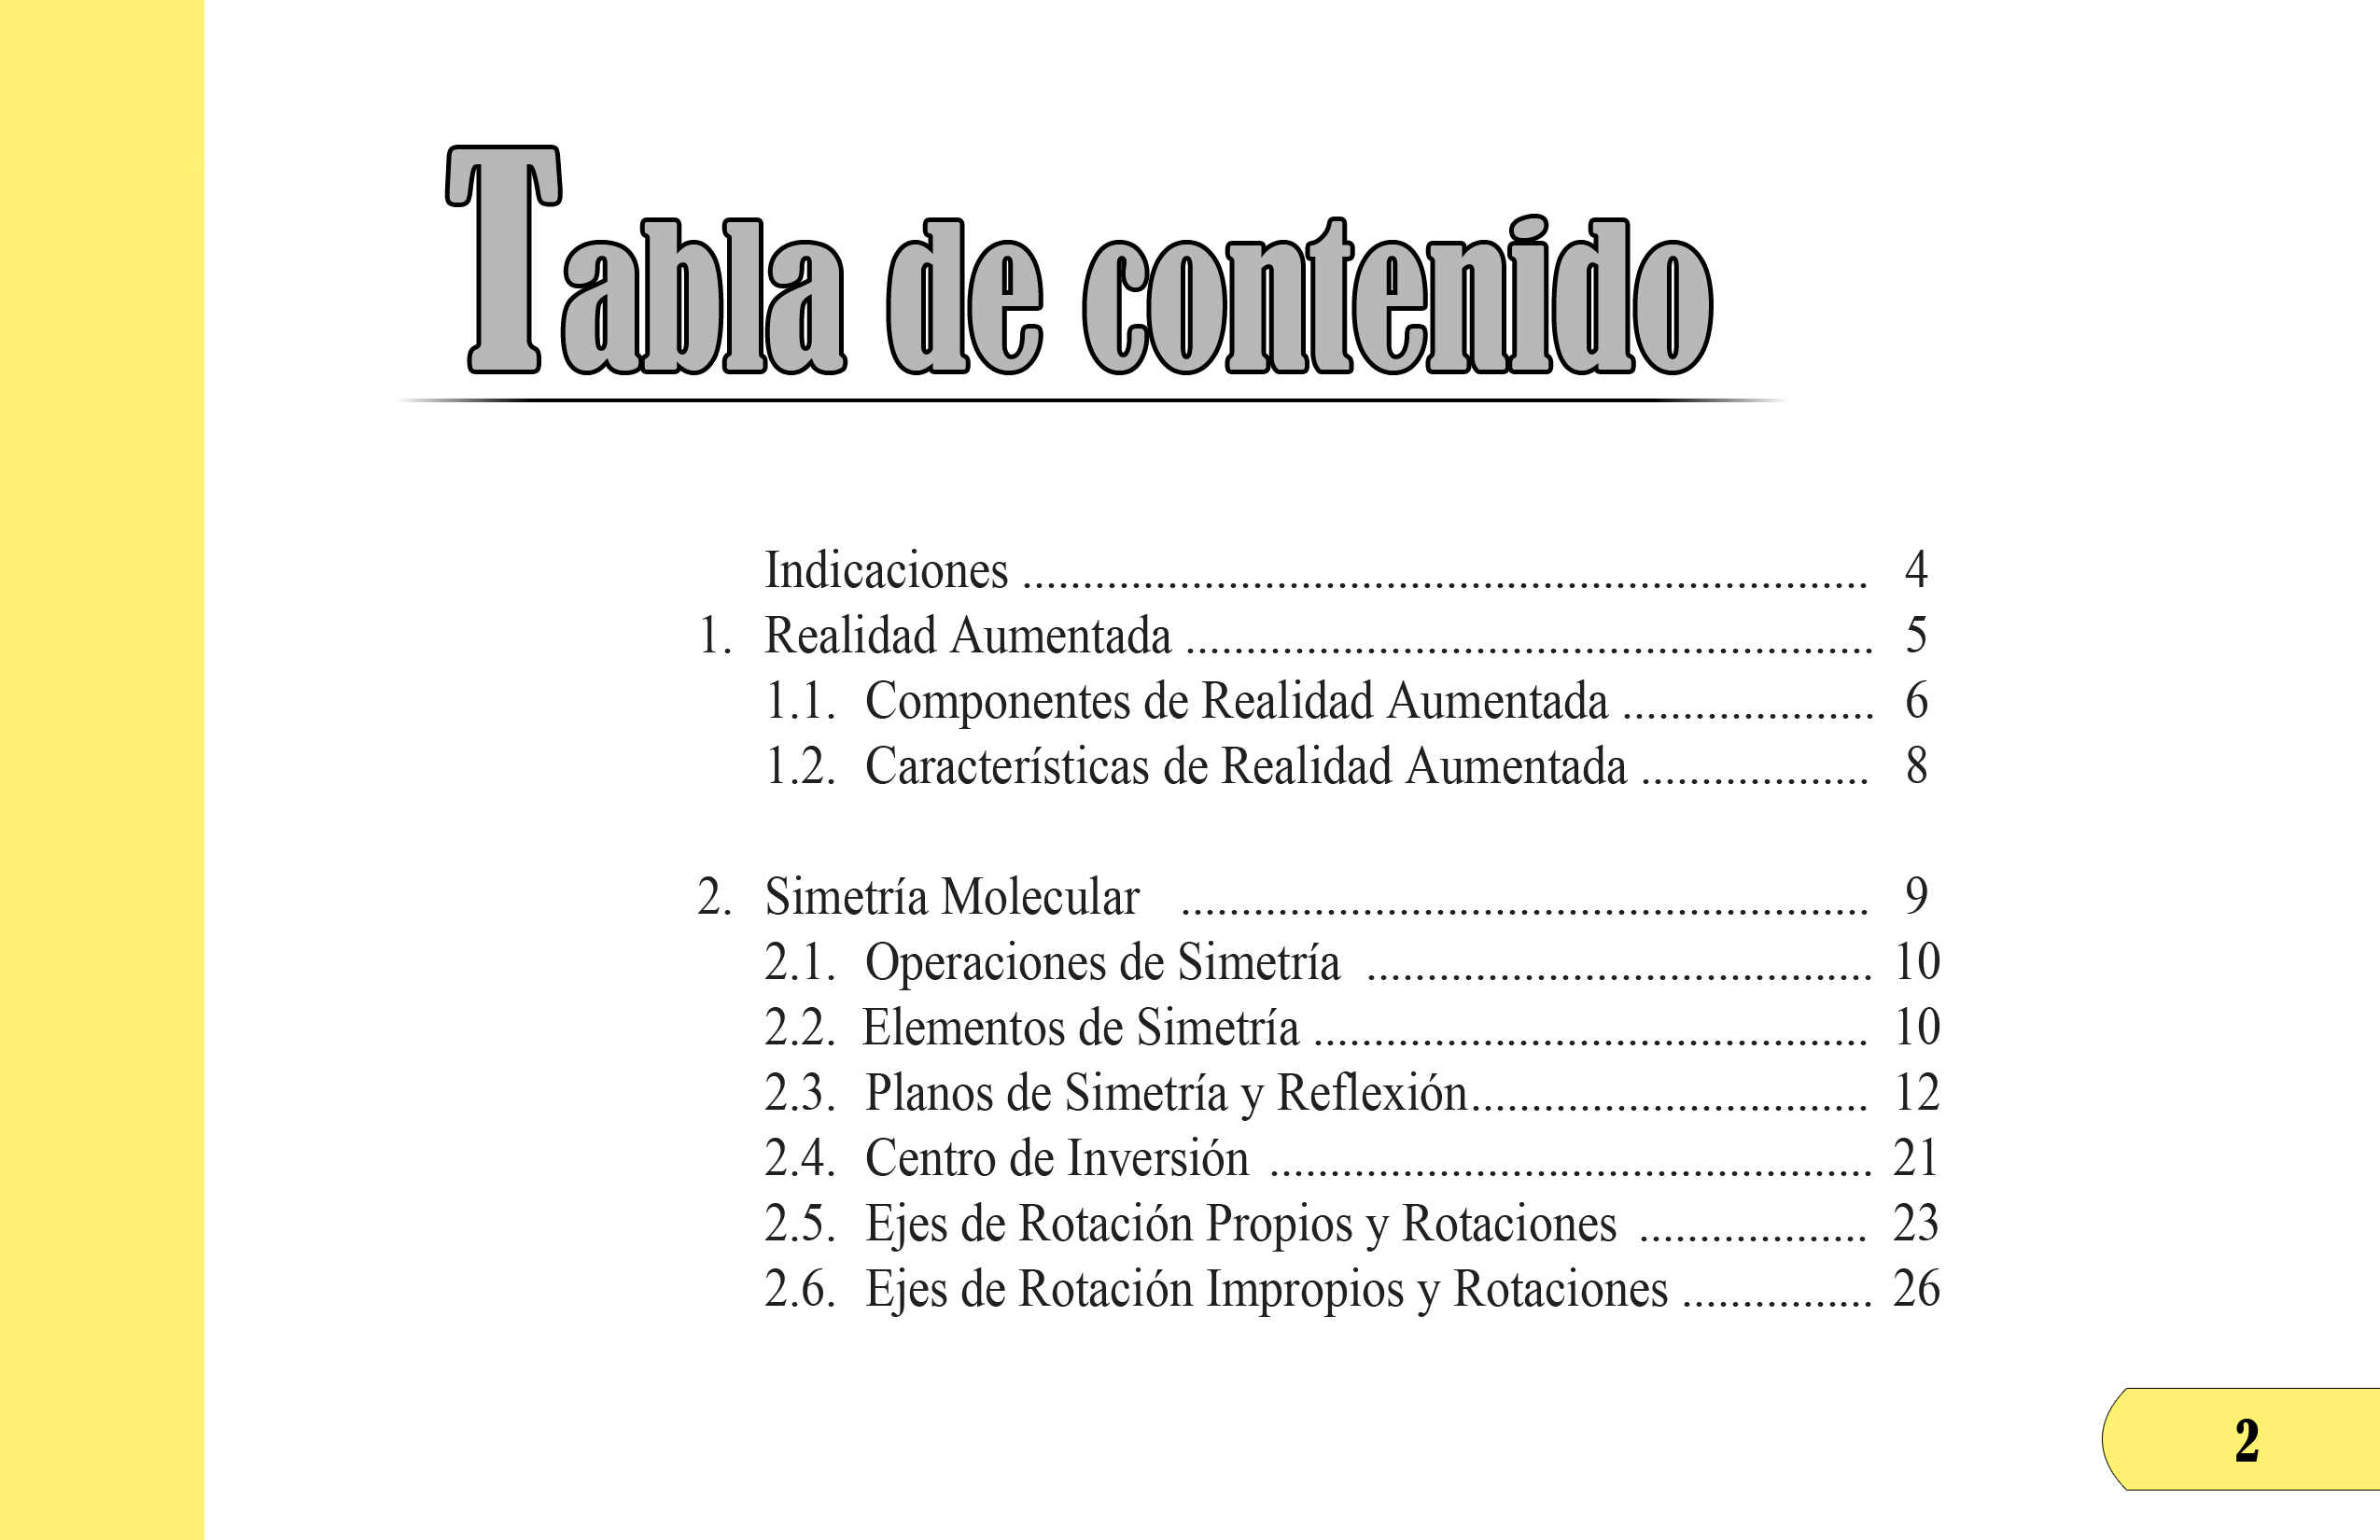 Tabla de contenido
Indicaciones ...................................................................... 4
1. Realidad Aumentada ......................................................... 5
1.1. Componentes de Realidad Aumentada ..................... 6
1.2. Características de Realidad Aumentada ................... 8
2. Simetría Molecular ......................................................... 9
2.1. Operaciones de Simetría .......................................... 10
2.2. Elementos de Simetría .............................................. 10
2.3. Planos de Simetría y Reflexión................................. 12
2.4. Centro de Inversión .................................................. 21
2.5. Ejes de Rotación Propios y Rotaciones ................... 23
2.6. Ejes de Rotación Impropios y Rotaciones ................ 26
2